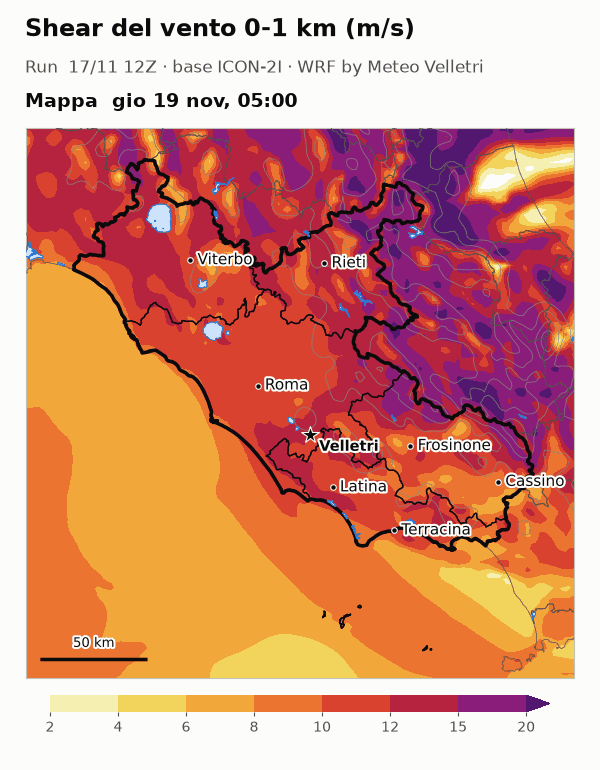 Shear del vento 0-1 km (m/s)
Run  17/11 12Z · base ICON-2I · WRF by Meteo Velletri
Mappa  gio 19 nov, 05:00
Viterbo
Rieti
Roma
Velletri
Frosinone
Latina
Cassino
Terracina
50 km
2 4 6 8 10 12 15 20